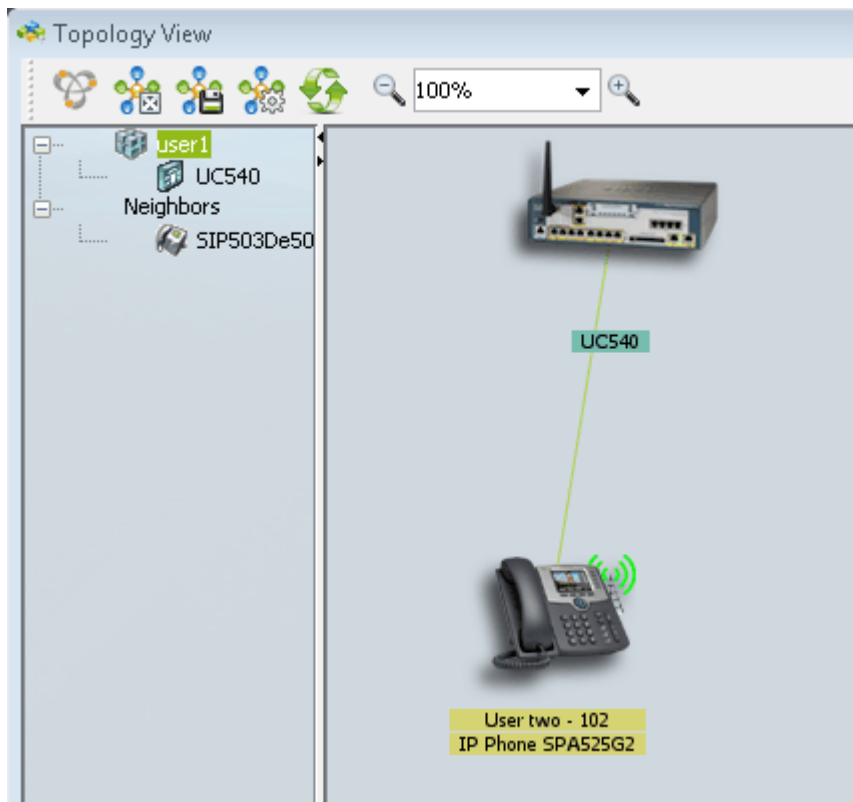 Topology View
100%
user1
UC540
Neighbors
SIP503De50
UC540
User two - 102
IP Phone SPA525G2